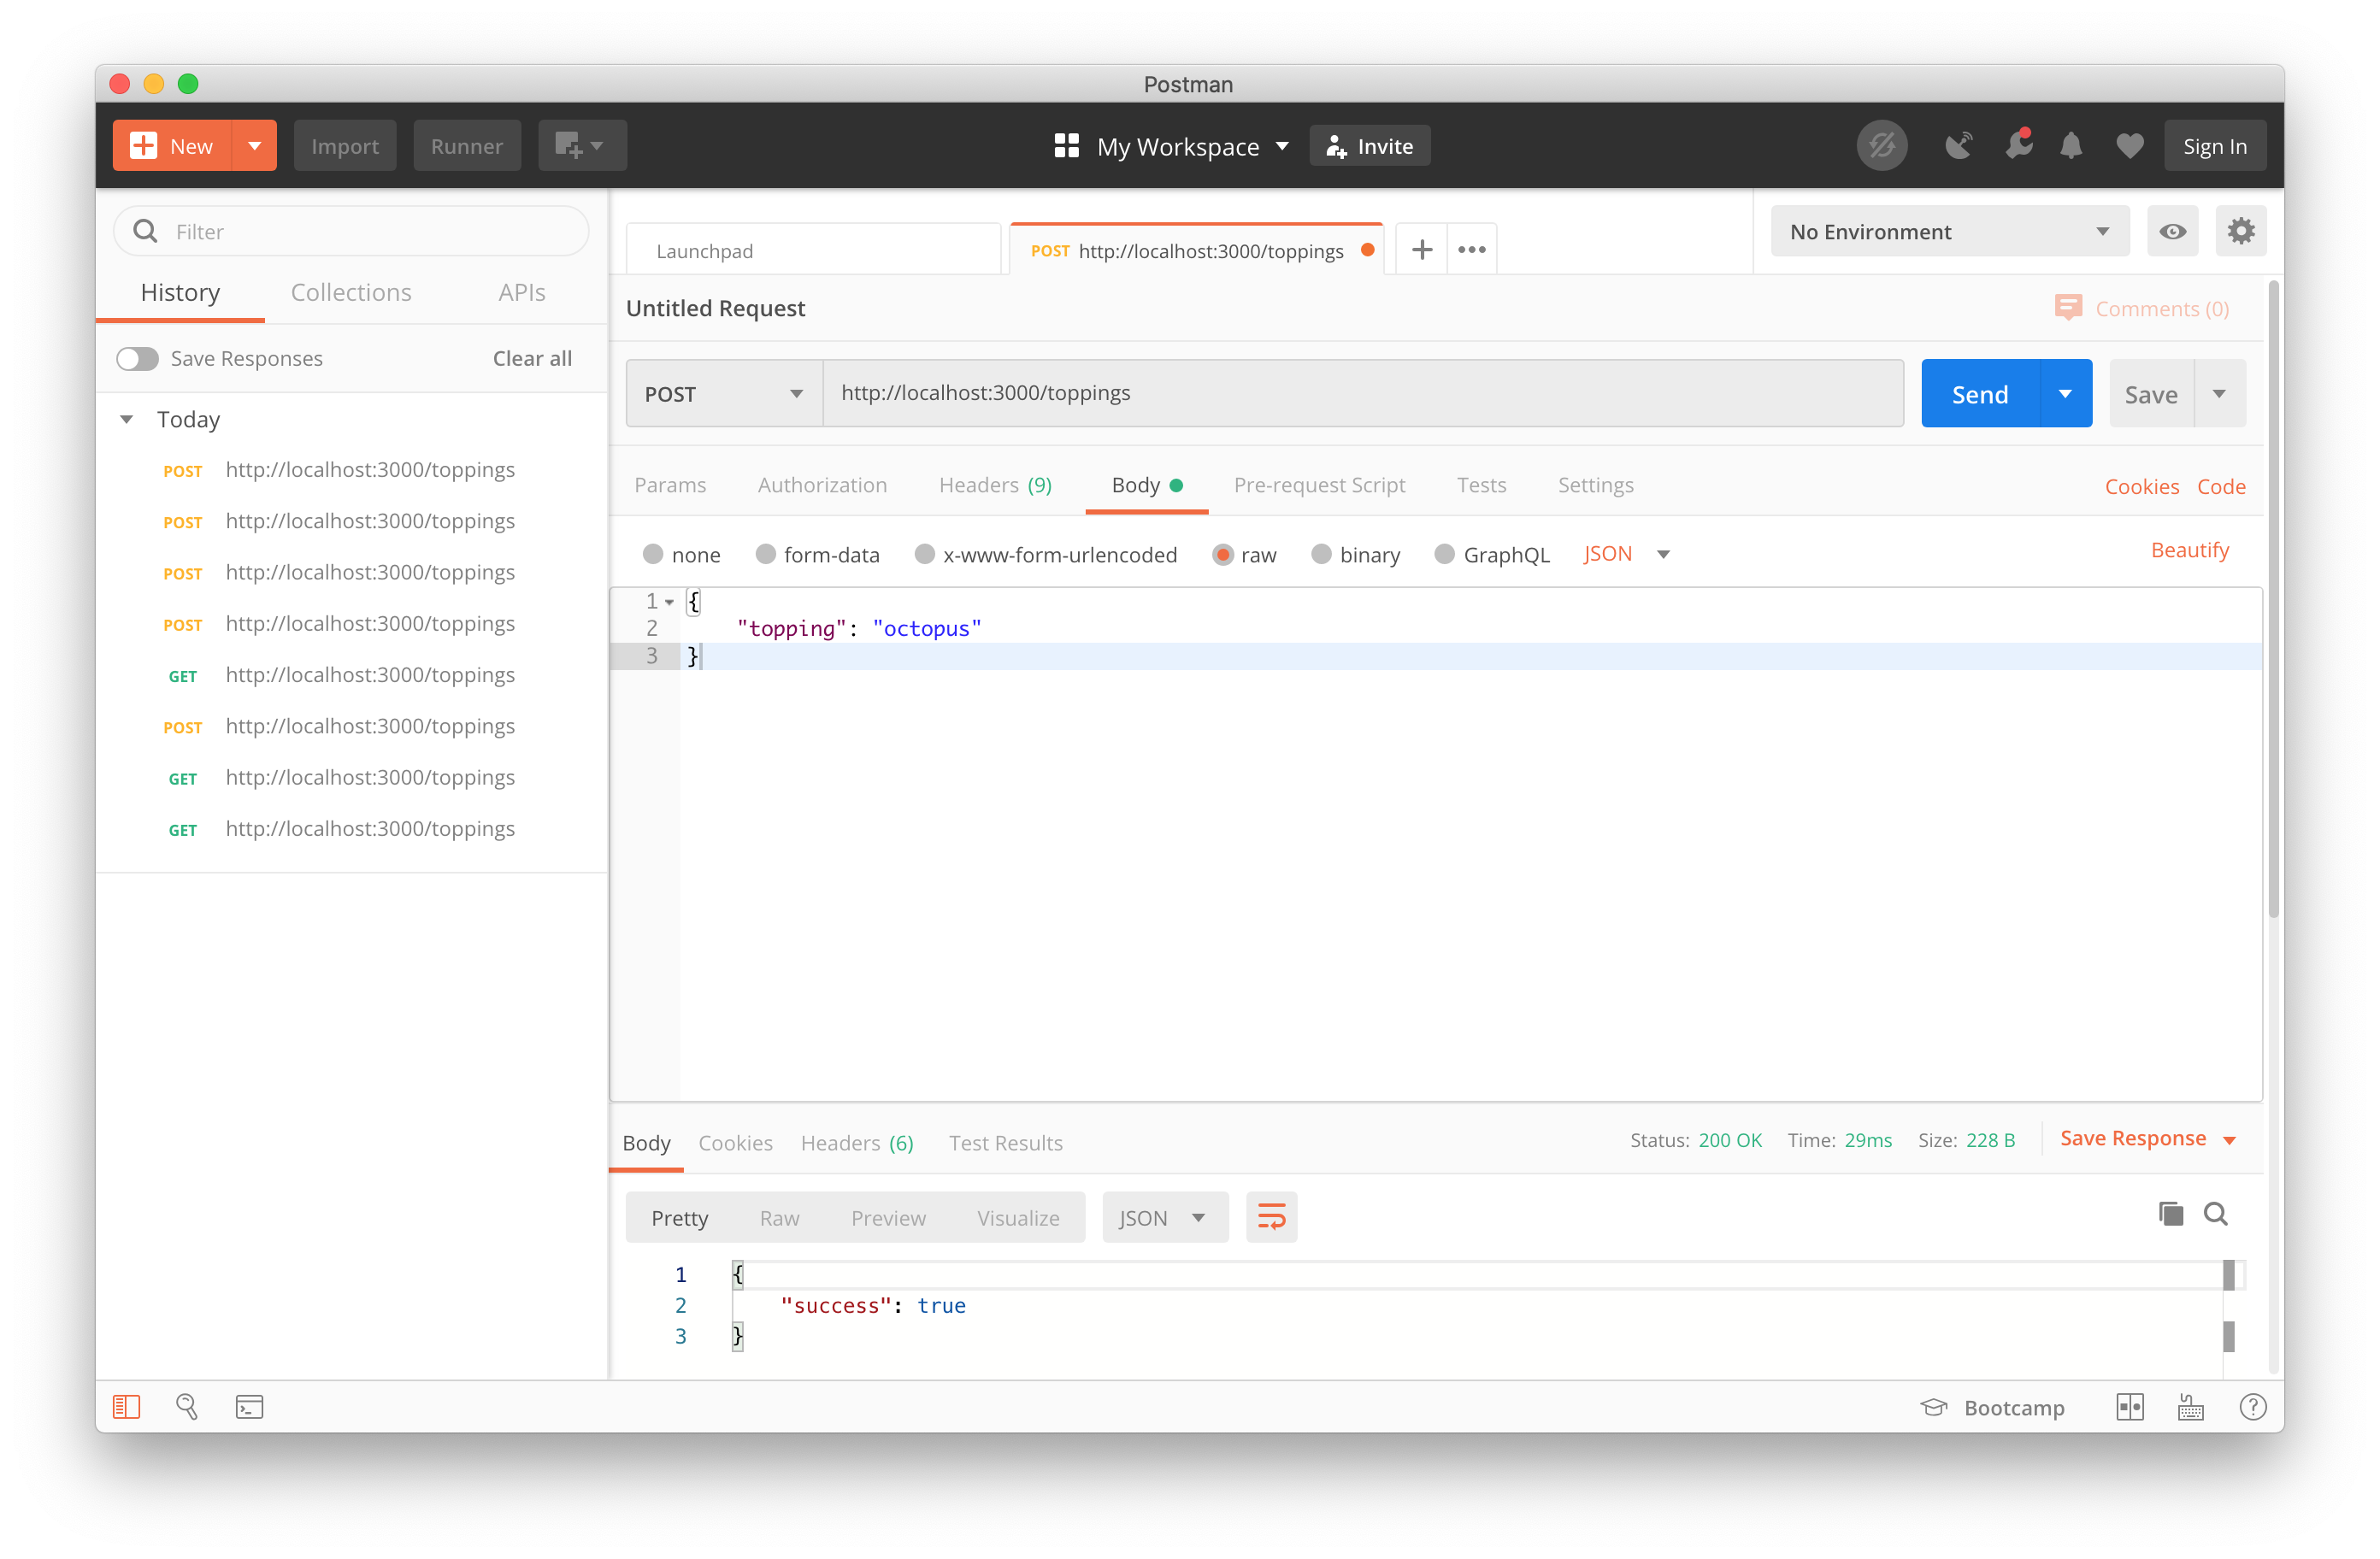 Postman
New
Import
Runner
My Workspace
Invite
Sign In
Filter
History
Collections
APIs
Save Responses
Clear all
Today
POST http://localhost:3000/toppings
POST http://localhost:3000/toppings
POST http://localhost:3000/toppings
POST http://localhost:3000/toppings
GET http://localhost:3000/toppings
POST http://localhost:3000/toppings
GET http://localhost:3000/toppings
GET http://localhost:3000/toppings
Launchpad
POST http://localhost:3000/toppings
No Environment
Untitled Request
Comments (0)
POST
http://localhost:3000/toppings
Send
Save
Params
Authorization
Headers (9)
Body
Pre-request Script
Tests
Settings
Cookies
Code
none
form-data
x-www-form-urlencoded
raw
binary
GraphQL
JSON
Beautify
1 {
2 "topping": "octopus"
3 }
Body
Cookies
Headers (6)
Test Results
Status: 200 OK
Time: 29ms
Size: 228 B
Save Response
Pretty
Raw
Preview
Visualize
JSON
1 {
2 "success": true
3 }
Bootcamp